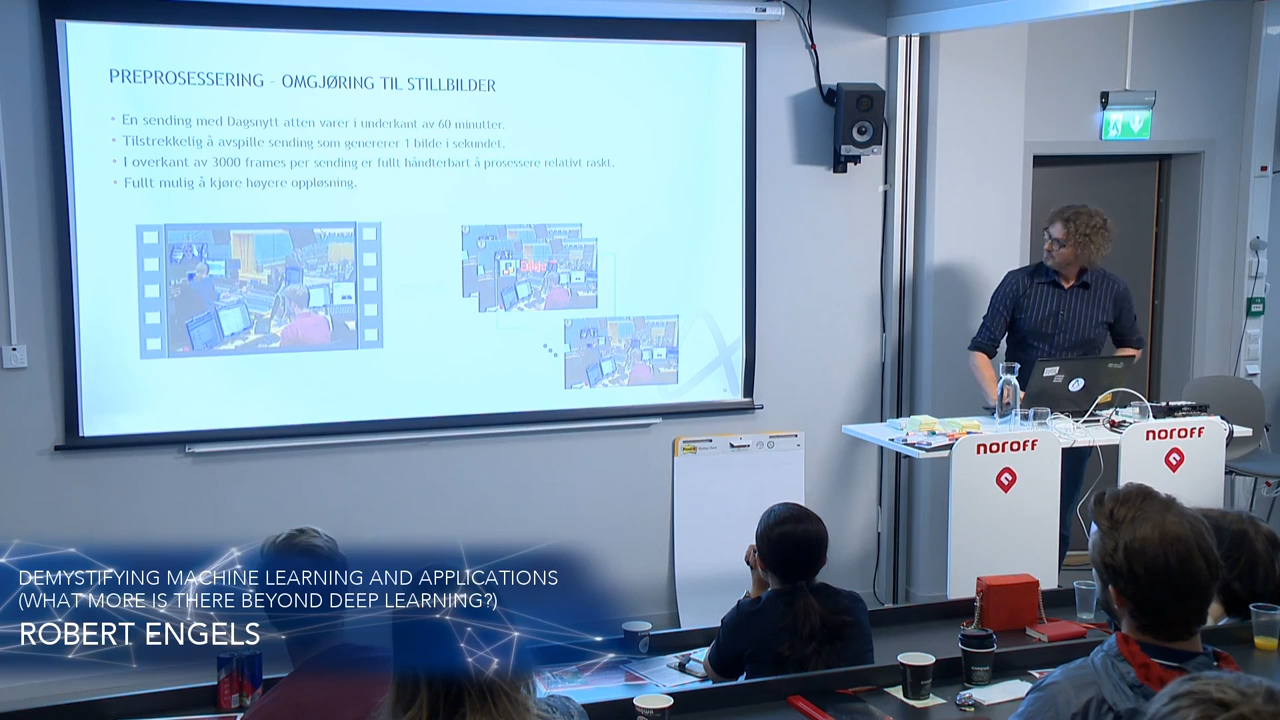 PREPROSESSERING - OMGJØRING TIL STILLBILDER
• En sending med Dagsnytt atten varer i underkant av 60 minutter.
• Tilstrekkelig å avspille sending som genererer 1 bilde i sekundet.
• I overkant av 3000 frames per sending er fullt håndterbart å prosessere relativt raskt.
• Fullt mulig å kjøre høyere oppløsning.
noroff
noroff
DEMYSTIFYING MACHINE LEARNING AND APPLICATIONS
(WHAT MORE IS THERE BEYOND DEEP LEARNING?)
ROBERT ENGELS